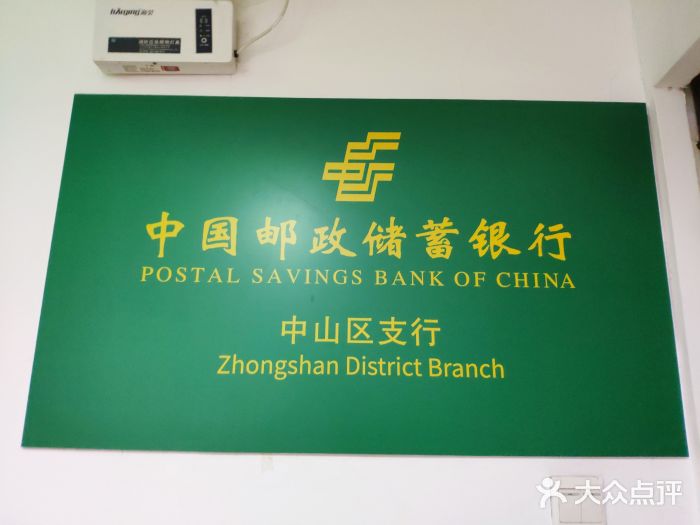 中国邮政储蓄银行
POSTAL SAVINGS BANK OF CHINA
中山区支行
Zhongshan District Branch
大众点评